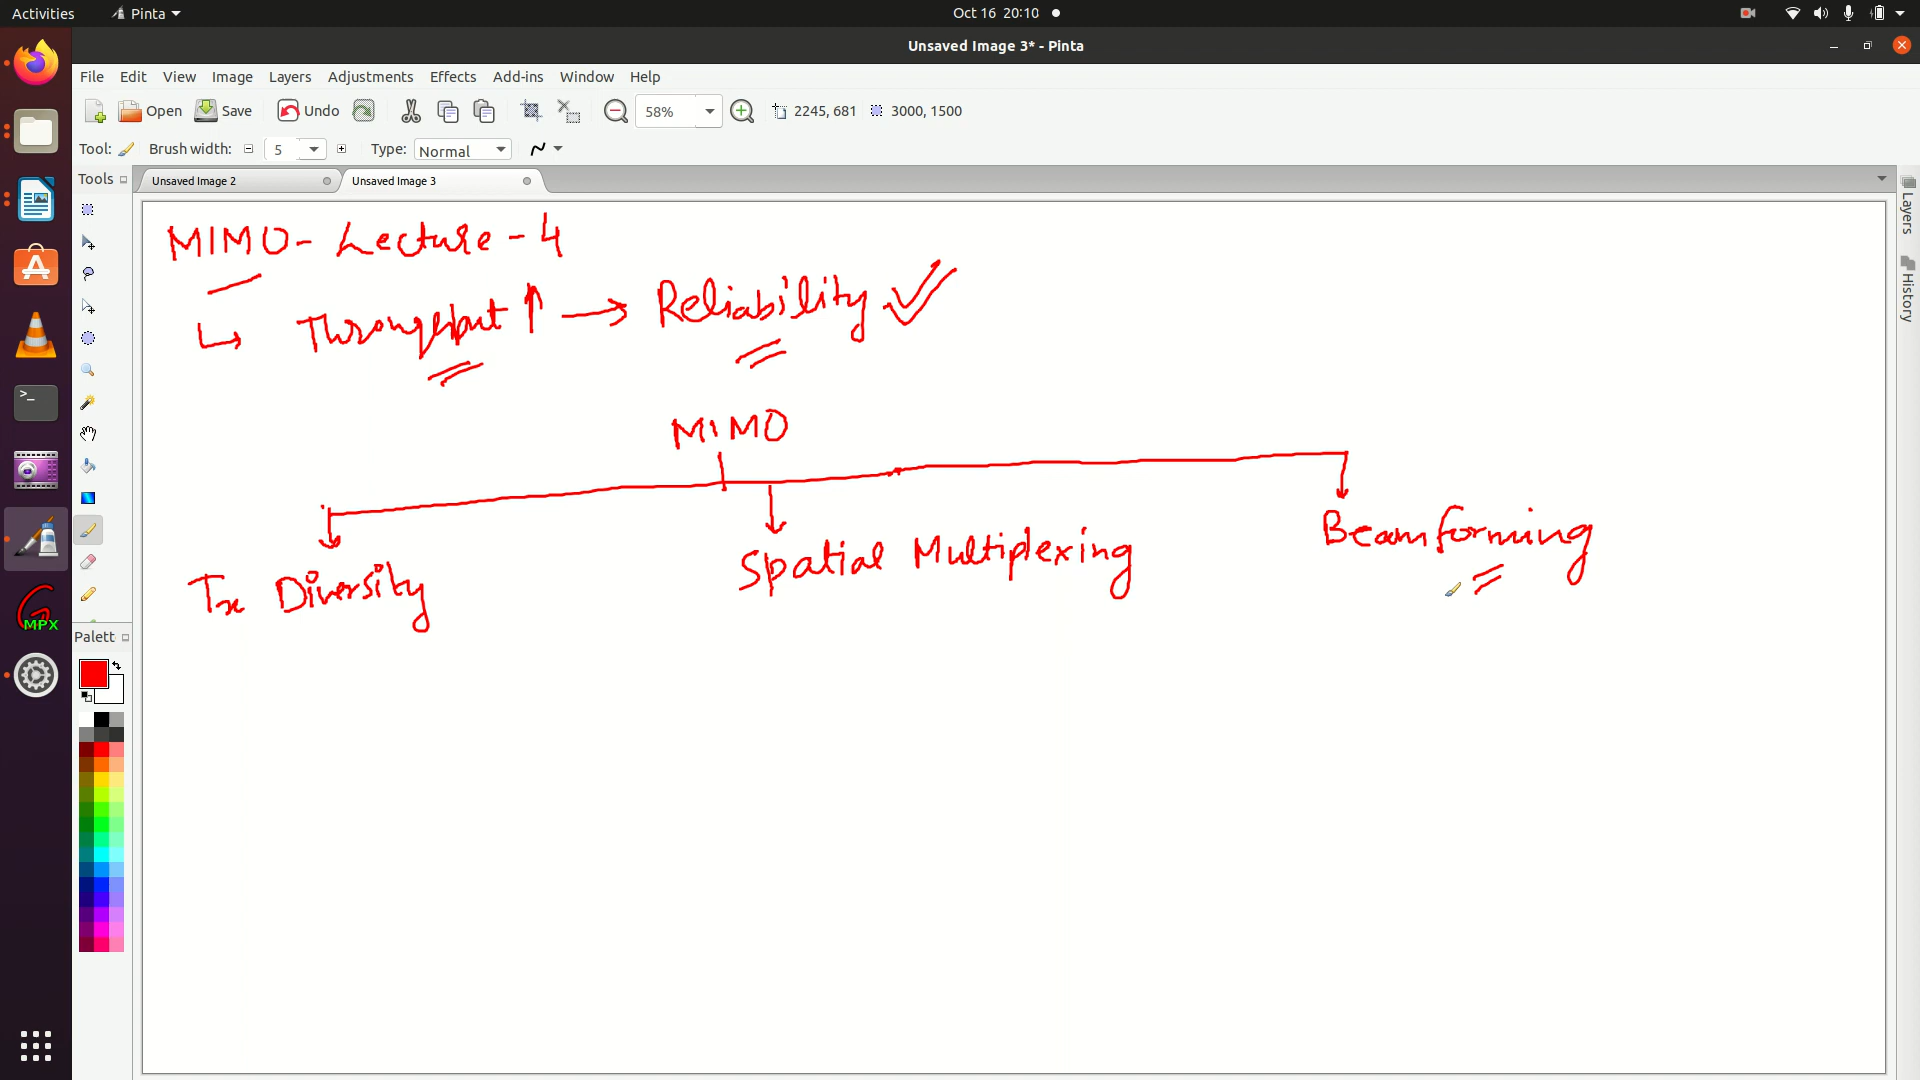 Activities Pinta Oct 16 20:10
Unsaved Image 3* - Pinta
File Edit View Image Layers Adjustments Effects Add-ins Window Help
Open Save Undo 58% 2245, 681 3000, 1500
Tool: Brush width: 5 Type: Normal
Tools Unsaved Image 2 Unsaved Image 3
Layers
History
MIMO - Lecture - 4
↳ Throughput ↑ → Reliability ✓
MIMO
Tx Diversity Spatial Multiplexing Beamforming
MPX
Palett